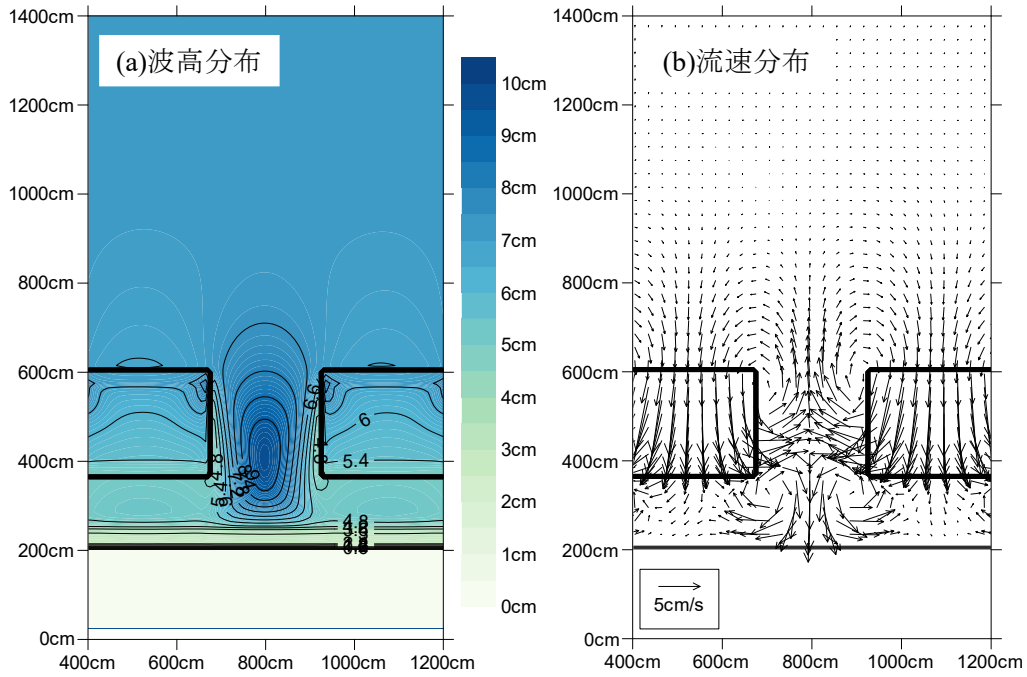 1400cm
(a)波高分布
1200cm
1000cm
800cm
600cm
400cm
200cm
0cm
400cm 600cm 800cm 1000cm 1200cm
6.6
6
5.4
4.8
5.4
4.8
10cm
9cm
8cm
7cm
6cm
5cm
4cm
3cm
2cm
1cm
0cm
1400cm
(b)流速分布
1200cm
1000cm
800cm
600cm
400cm
200cm
0cm
5cm/s
400cm 600cm 800cm 1000cm 1200cm